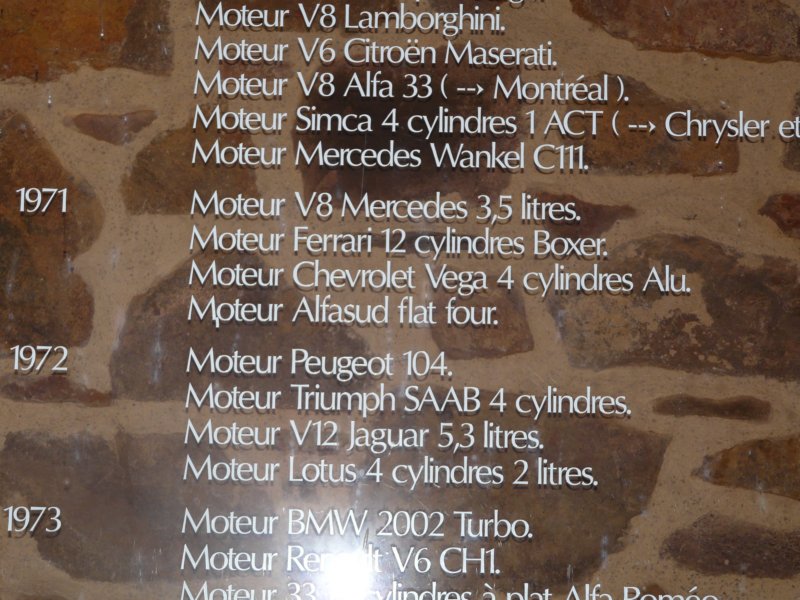 Moteur V8 Lamborghini.
Moteur V6 Citroën Maserati.
Moteur V8 Alfa 33 ( --› Montréal ).
Moteur Simca 4 cylindres 1 ACT ( --› Chrysler et
Moteur Mercedes Wankel C111.
1971 Moteur V8 Mercedes 3,5 litres.
Moteur Ferrari 12 cylindres Boxer.
Moteur Chevrolet Vega 4 cylindres Alu.
Moteur Alfasud flat four.
1972 Moteur Peugeot 104.
Moteur Triumph SAAB 4 cylindres.
Moteur V12 Jaguar 5,3 litres.
Moteur Lotus 4 cylindres 2 litres.
1973 Moteur BMW 2002 Turbo.
Moteur Renault V6 CH1.
Moteur 33 cylindres à plat Alfa Roméo